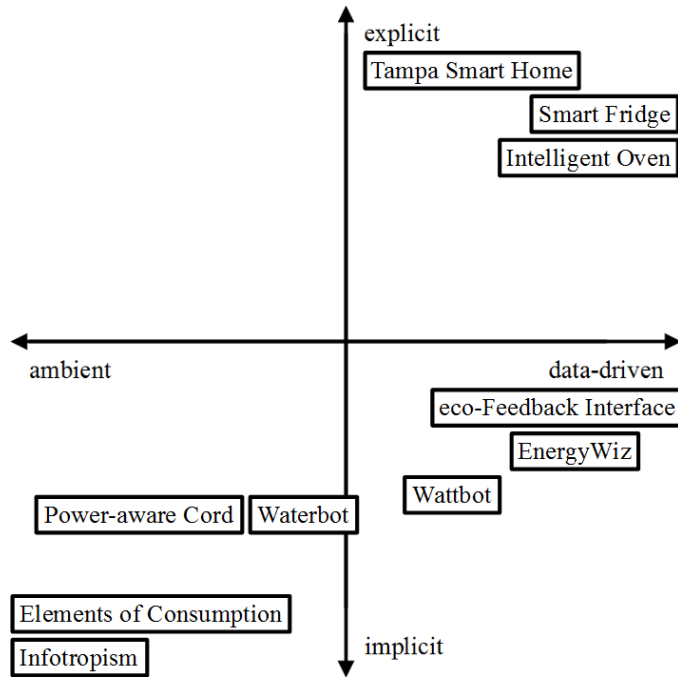 explicit
Tampa Smart Home
Smart Fridge
Intelligent Oven
ambient
data-driven
eco-Feedback Interface
EnergyWiz
Wattbot
Power-aware Cord
Waterbot
Elements of Consumption
Infotropism
implicit